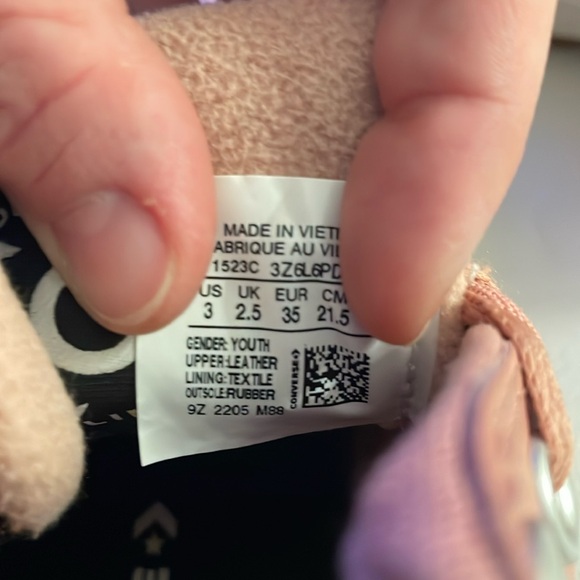 MADE IN VIET
ABRIQUE AU VI
1523C 3Z6L6PD
US UK EUR CM
3 2.5 35 21.5
GENDER: YOUTH
UPPER:LEATHER
LINING:TEXTILE
OUTSOLE:RUBBER
9Z 2205 M88
CONVERSE